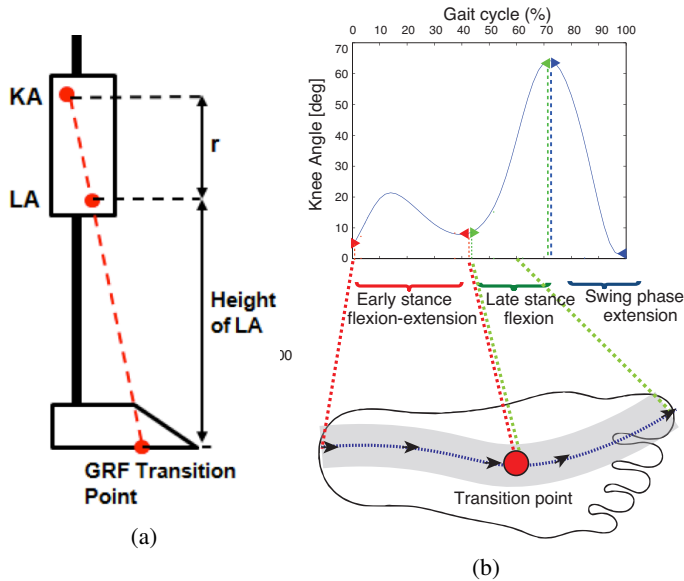 KA
r
LA
Height
of LA
GRF Transition
Point
(a)
(b)
Gait cycle (%)
0 10 20 30 40 50 60 70 80 90 100
Knee Angle [deg]
70
60
50
40
30
20
10
0
00
Early stance
flexion-extension
Late stance
flexion
Swing phase
extension
Transition point